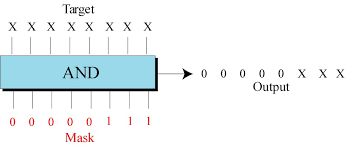 Target
X X X X X X X X
AND
0 0 0 0 0 X X X
Output
0 0 0 0 0 1 1 1
Mask